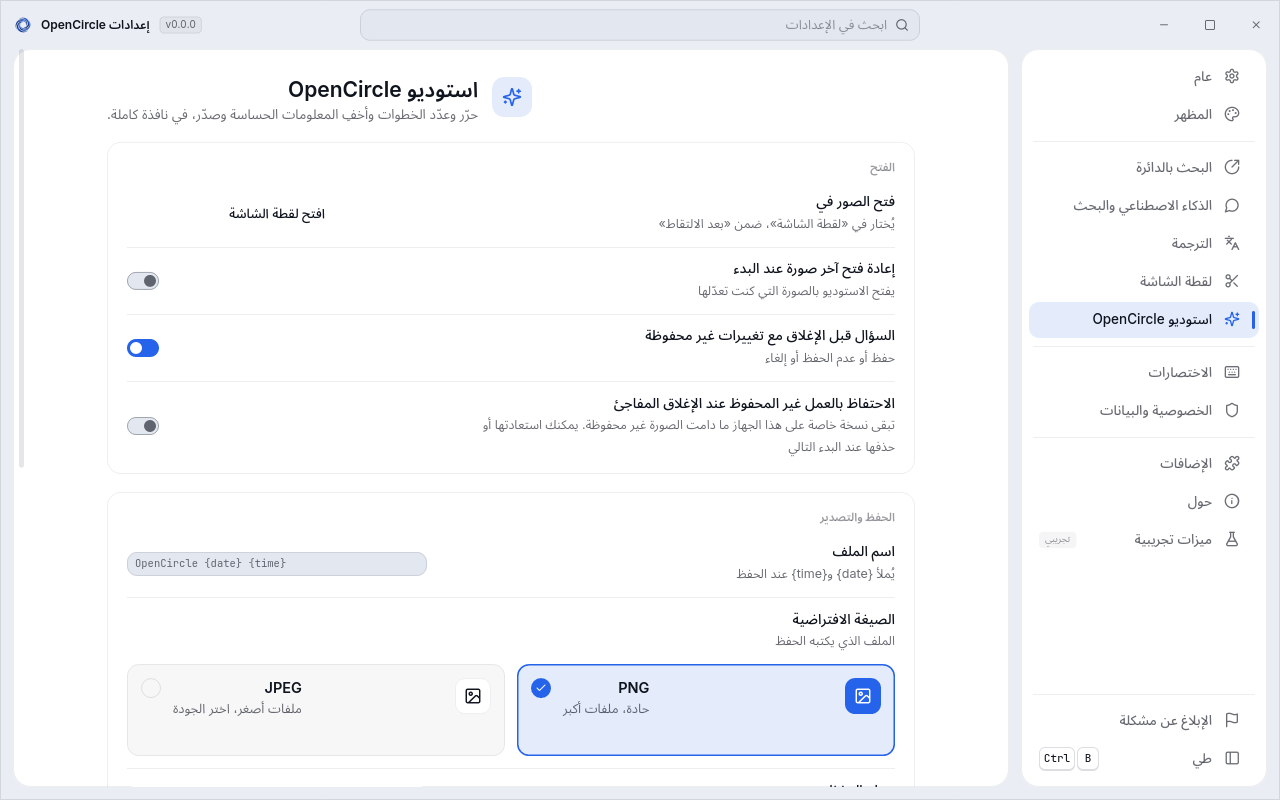 إعدادات OpenCircle
v0.0.0
ابحث في الإعدادات
عام
المظهر
البحث بالدائرة
الذكاء الاصطناعي والبحث
الترجمة
لقطة الشاشة
استوديو OpenCircle
الاختصارات
الخصوصية والبيانات
الإضافات
حول
ميزات تجريبية
تجريبي
الإبلاغ عن مشكلة
طي
Ctrl B
استوديو OpenCircle
حرّر وعدّد الخطوات وأخفِ المعلومات الحساسة وصدّر، في نافذة كاملة.
الفتح
فتح الصور في
يُختار في «لقطة الشاشة»، ضمن «بعد الالتقاط»
افتح لقطة الشاشة
إعادة فتح آخر صورة عند البدء
يفتح الاستوديو بالصورة التي كنت تعدّلها
السؤال قبل الإغلاق مع تغييرات غير محفوظة
حفظ أو عدم الحفظ أو إلغاء
الاحتفاظ بالعمل غير المحفوظ عند الإغلاق المفاجئ
تبقى نسخة خاصة على هذا الجهاز ما دامت الصورة غير محفوظة. يمكنك استعادتها أو
حذفها عند البدء التالي
الحفظ والتصدير
اسم الملف
يُملأ {date} و{time} عند الحفظ
OpenCircle {date} {time}
الصيغة الافتراضية
الملف الذي يكتبه الحفظ
PNG
حادة، ملفات أكبر
JPEG
ملفات أصغر، اختر الجودة